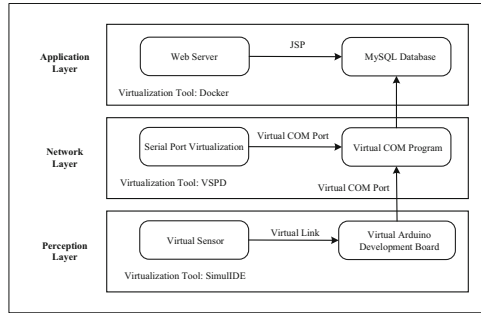 Application
Layer
Web Server
JSP
MySQL Database
Virtualization Tool: Docker
Network
Layer
Serial Port Virtualization
Virtual COM Port
Virtual COM Program
Virtualization Tool: VSPD
Virtual COM Port
Perception
Layer
Virtual Sensor
Virtual Link
Virtual Arduino
Development Board
Virtualization Tool: SimulIDE